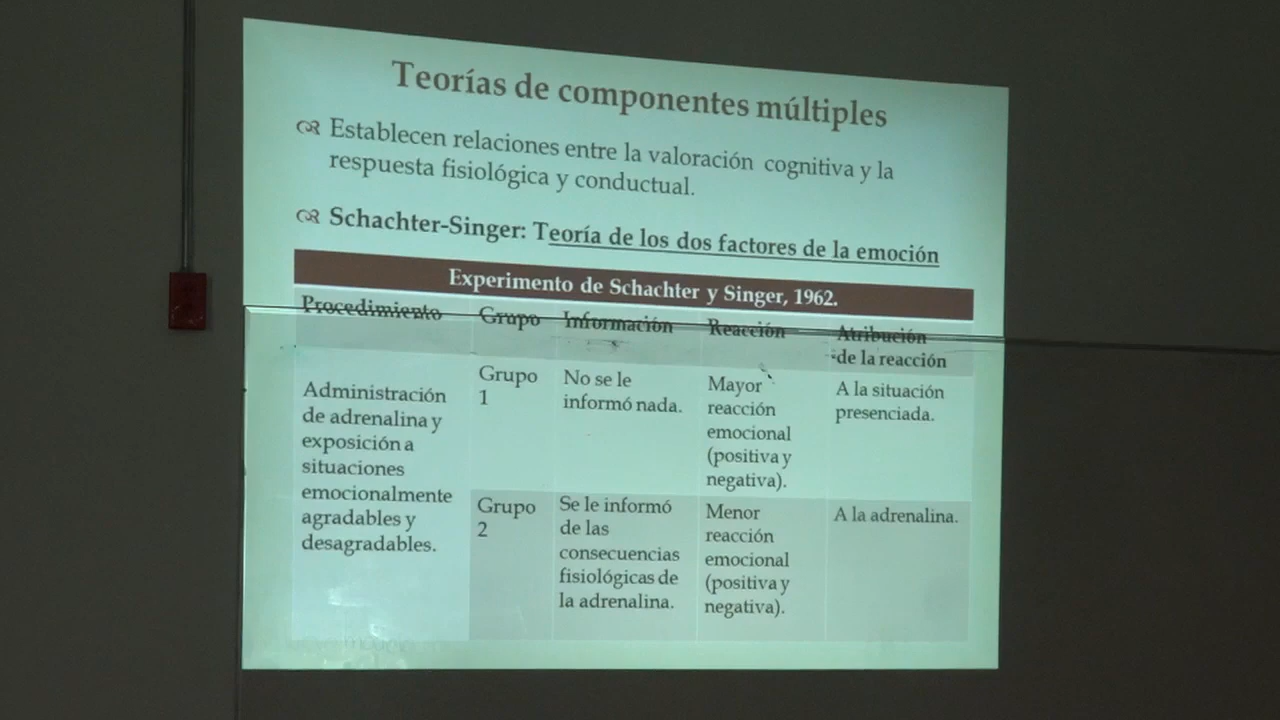 Teorías de componentes múltiples
Establecen relaciones entre la valoración cognitiva y la
respuesta fisiológica y conductual.
Schachter-Singer: Teoría de los dos factores de la emoción
Experimento de Schachter y Singer, 1962.
Procedimiento
Grupo
Información
Reacción
Atribución
de la reacción
Administración
de adrenalina y
exposición a
situaciones
emocionalmente
agradables y
desagradables.
Grupo
1
No se le
informó nada.
Mayor
reacción
emocional
(positiva y
negativa).
A la situación
presenciada.
Grupo
2
Se le informó
de las
consecuencias
fisiológicas de
la adrenalina.
Menor
reacción
emocional
(positiva y
negativa).
A la adrenalina.